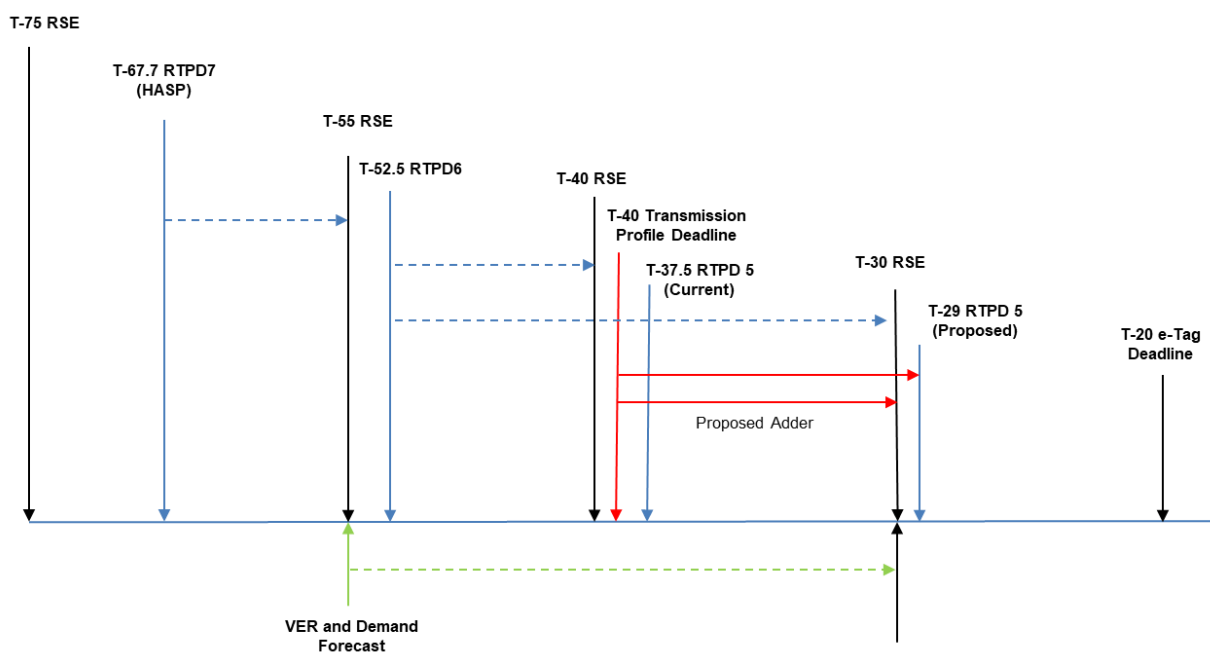 T-75 RSE
T-67.7 RTPD7
(HASP)
T-55 RSE
T-52.5 RTPD6
T-40 RSE
T-40 Transmission
Profile Deadline
T-37.5 RTPD 5
(Current)
T-30 RSE
T-29 RTPD 5
(Proposed)
T-20 e-Tag
Deadline
Proposed Adder
VER and Demand
Forecast